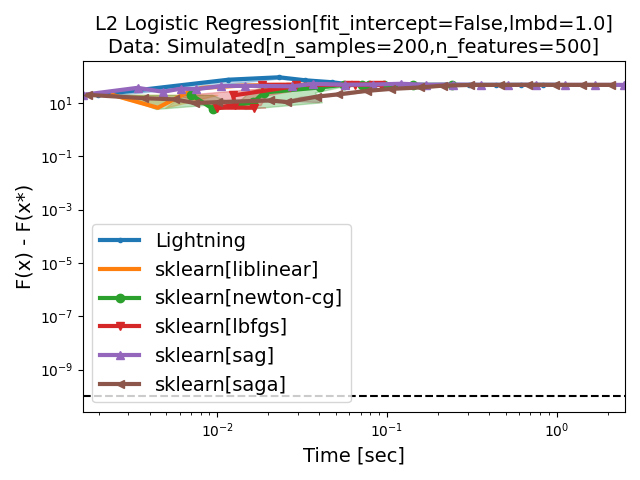 L2 Logistic Regression[fit_intercept=False,lmbd=1.0]
Data: Simulated[n_samples=200,n_features=500]
F(x) - F(x*)
10^1
10^-1
10^-3
10^-5
10^-7
10^-9
Lightning
sklearn[liblinear]
sklearn[newton-cg]
sklearn[lbfgs]
sklearn[sag]
sklearn[saga]
10^-2
10^-1
10^0
Time [sec]